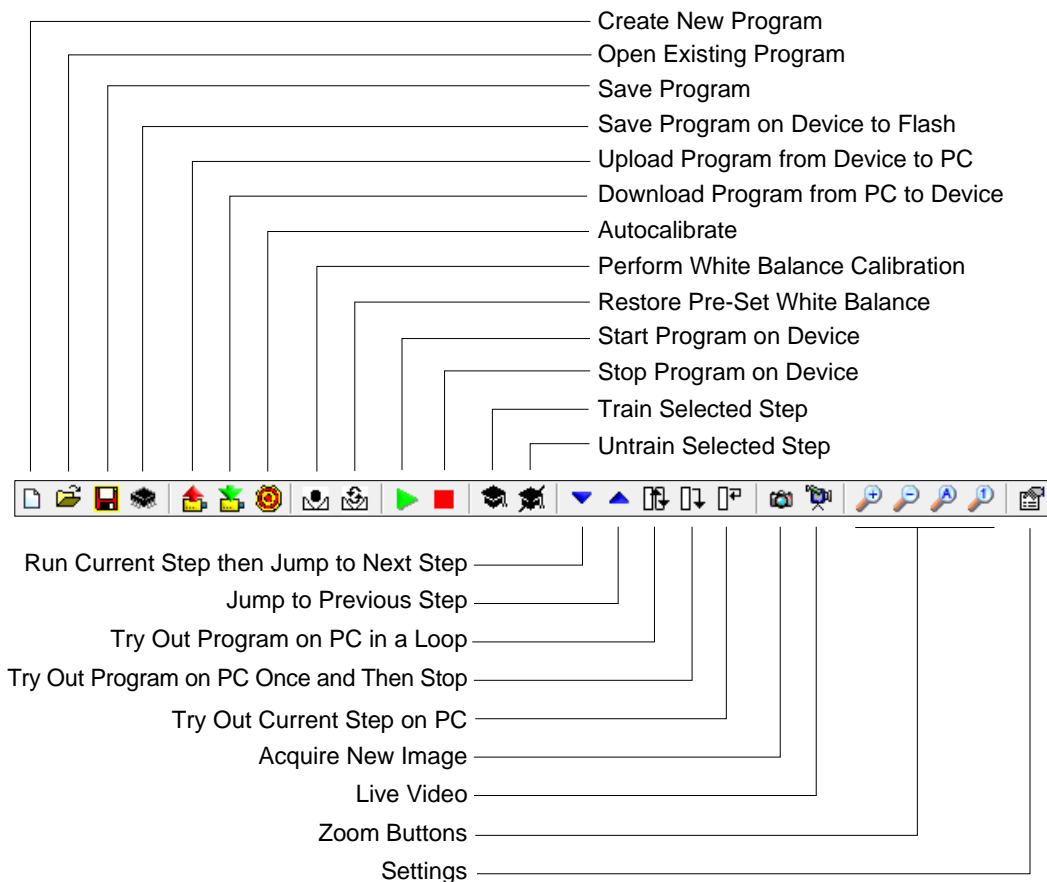 Create New Program
Open Existing Program
Save Program
Save Program on Device to Flash
Upload Program from Device to PC
Download Program from PC to Device
Autocalibrate
Perform White Balance Calibration
Restore Pre-Set White Balance
Start Program on Device
Stop Program on Device
Train Selected Step
Untrain Selected Step
A
1
Run Current Step then Jump to Next Step
Jump to Previous Step
Try Out Program on PC in a Loop
Try Out Program on PC Once and Then Stop
Try Out Current Step on PC
Acquire New Image
Live Video
Zoom Buttons
Settings